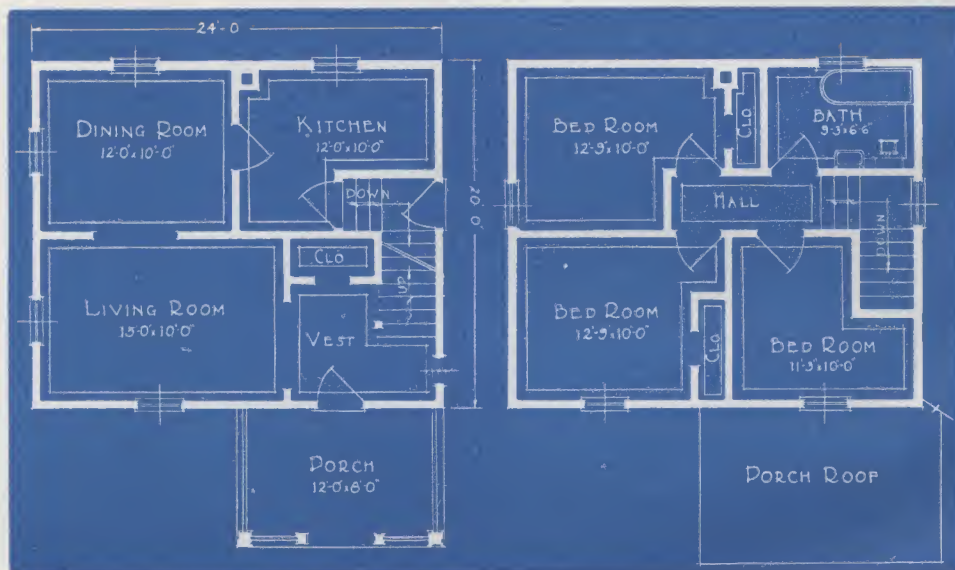 24'-0
DINING ROOM
12'-0" x 10'-0"
KITCHEN
12'-0" x 10'-0"
DOWN
20'-0"
CLO
UP
LIVING ROOM
15'-0" x 10'-0"
VEST
PORCH
12'-0" x 8'-0"
BED ROOM
12'-9" x 10'-0"
CLO
BATH
9'-3" x 6'-6"
HALL
DOWN
BED ROOM
12'-9" x 10'-0
CLO
BED ROOM
11'-3" x 10'-0"
PORCH ROOF